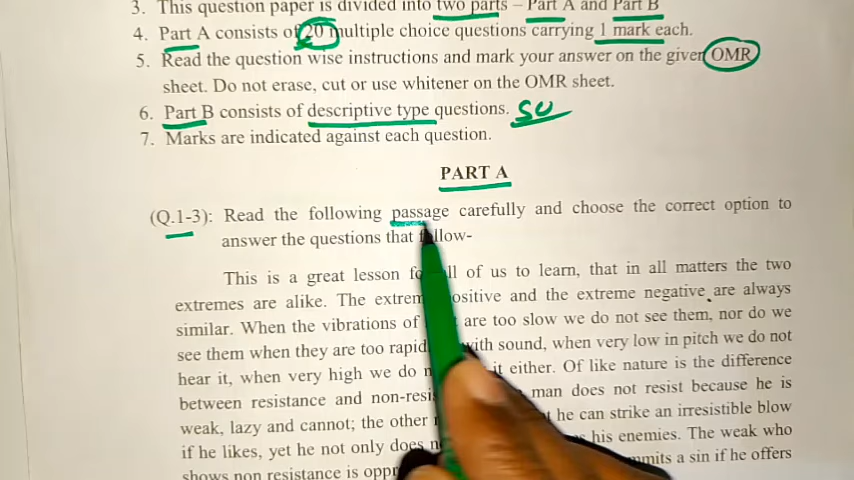 3. This question paper is divided into two parts – Part A and Part B
4. Part A consists of 20 multiple choice questions carrying 1 mark each.
5. Read the question wise instructions and mark your answer on the given OMR
sheet. Do not erase, cut or use whitener on the OMR sheet.
6. Part B consists of descriptive type questions. SU
7. Marks are indicated against each question.
PART A
(Q.1-3): Read the following passage carefully and choose the correct option to
answer the questions that follow-
This is a great lesson all of us to learn, that in all matters the two
extremes are alike. The positive and the extreme negative are always
similar. When the vibrations of are too slow we do not see them, nor do we
see them when they are too with sound, when very low in pitch we do not
hear it, when very high we do it either. Of like nature is the difference
between resistance and man does not resist because he is
weak, lazy and cannot; the other he can strike an irresistible blow
if he likes, yet he not only does his enemies. The weak who
shows non resistance is a sin if he offers